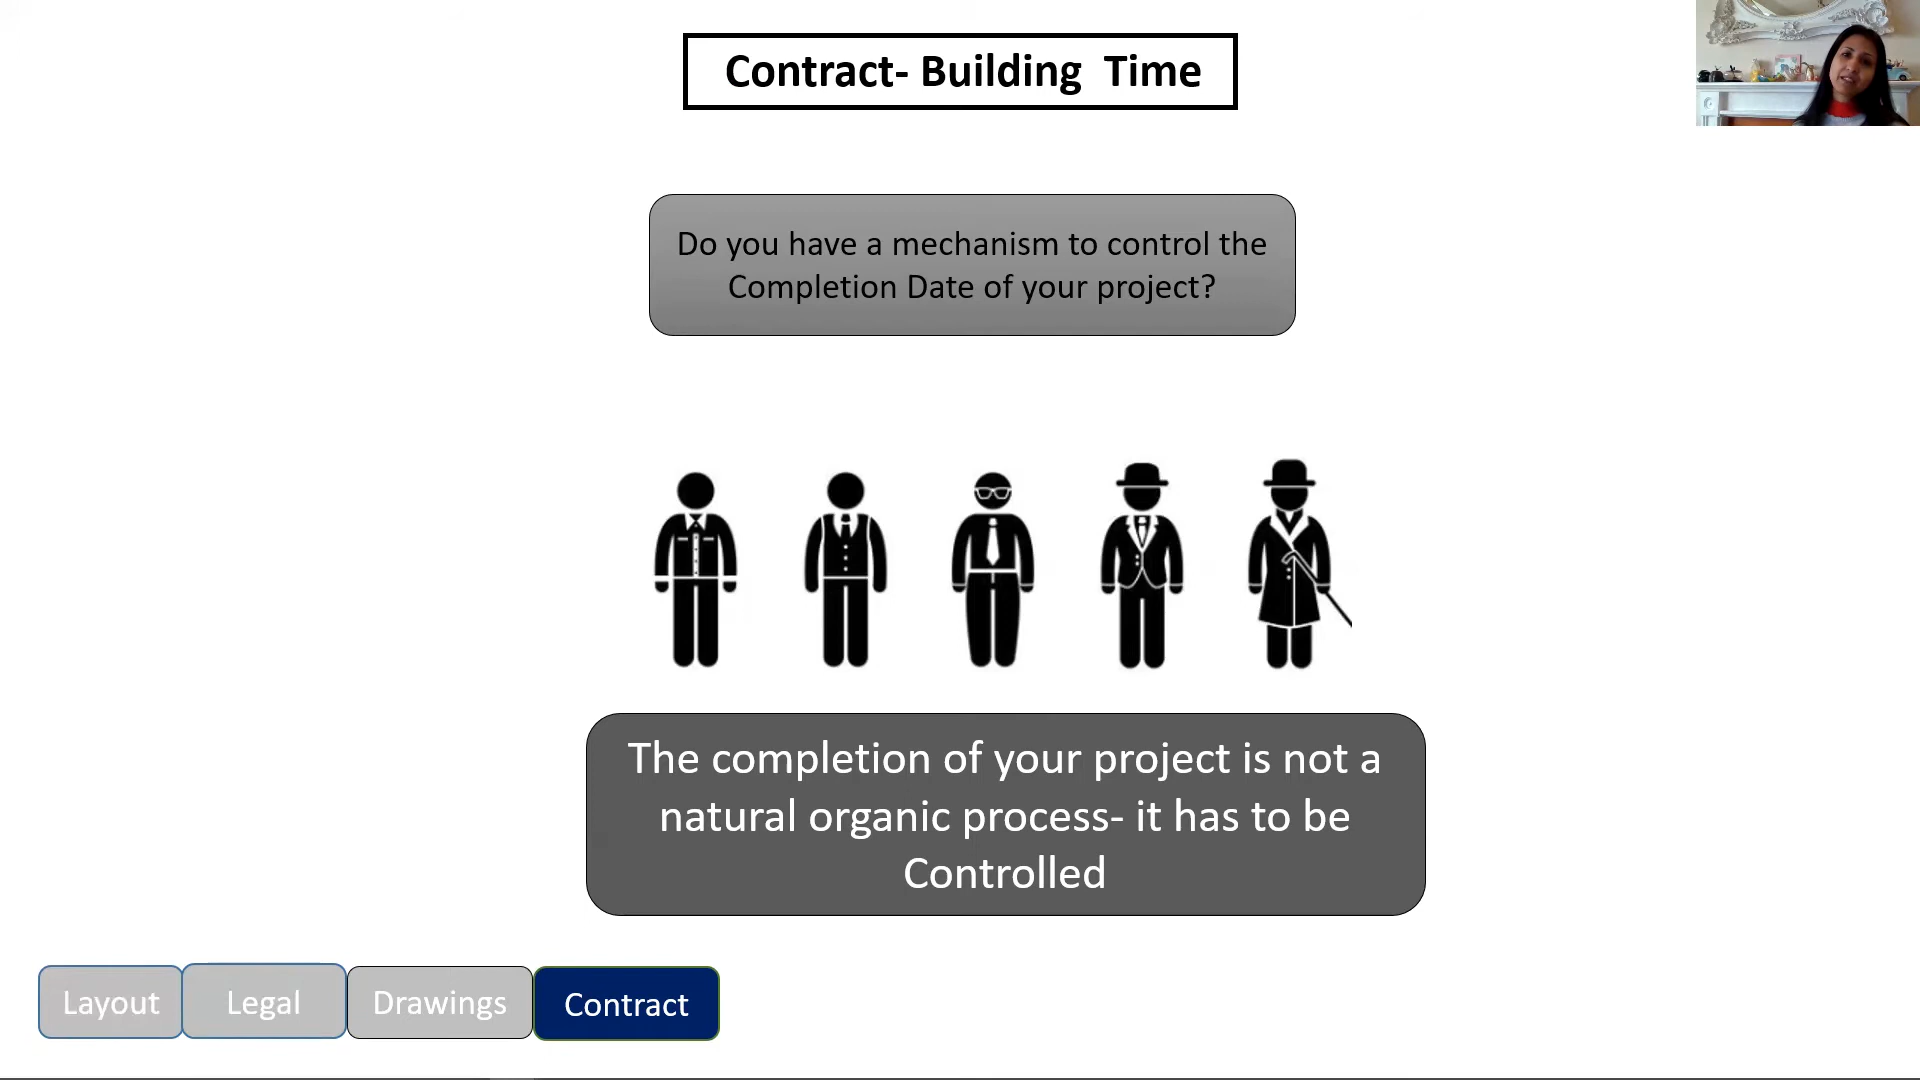 Contract- Building Time
Do you have a mechanism to control the
Completion Date of your project?
The completion of your project is not a
natural organic process- it has to be
Controlled
Layout
Legal
Drawings
Contract